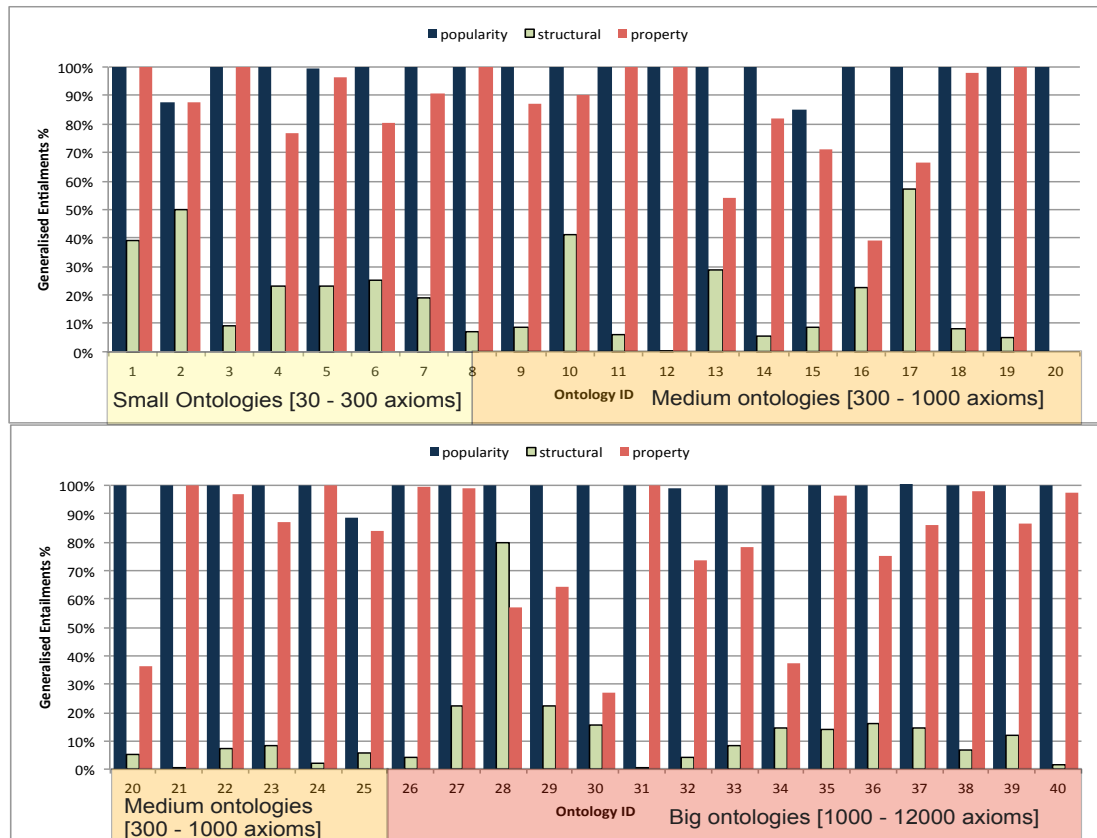 popularity structural property
100%
90%
80%
70%
60%
50%
40%
30%
20%
10%
0%
Generalised Entialments %
1 2 3 4 5 6 7 8 9 10 11 12 13 14 15 16 17 18 19 20
Ontology ID
Small Ontologies [30 - 300 axioms] Medium ontologies [300 - 1000 axioms]
popularity structural property
100%
90%
80%
70%
60%
50%
40%
30%
20%
10%
0%
Generalised Entailments %
20 21 22 23 24 25 26 27 28 29 30 31 32 33 34 35 36 37 38 39 40
Ontology ID
Medium ontologies
[300 - 1000 axioms]
Big ontologies [1000 - 12000 axioms]